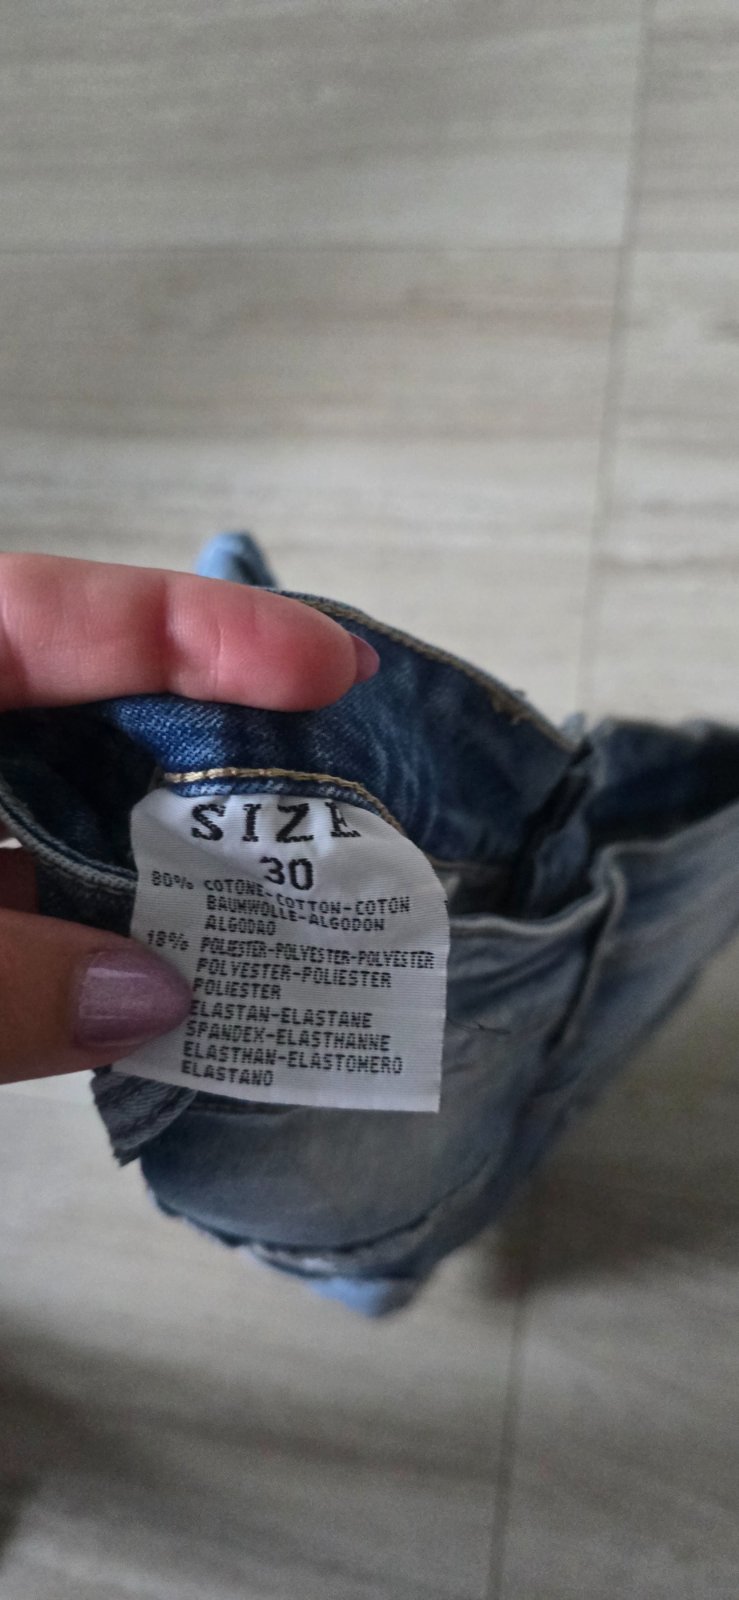 SIZE
30
80% COTONE-COTTON-COTON
BAUMWOLLE-ALGODON
ALGODAO
18% POLIESTER-POLYESTER-POLYESTER
POLYESTER-POLIESTER
POLIESTER
ELASTAN-ELASTANE
SPANDEX-ELASTHANNE
ELASTHAN-ELASTOMERO
ELASTANO